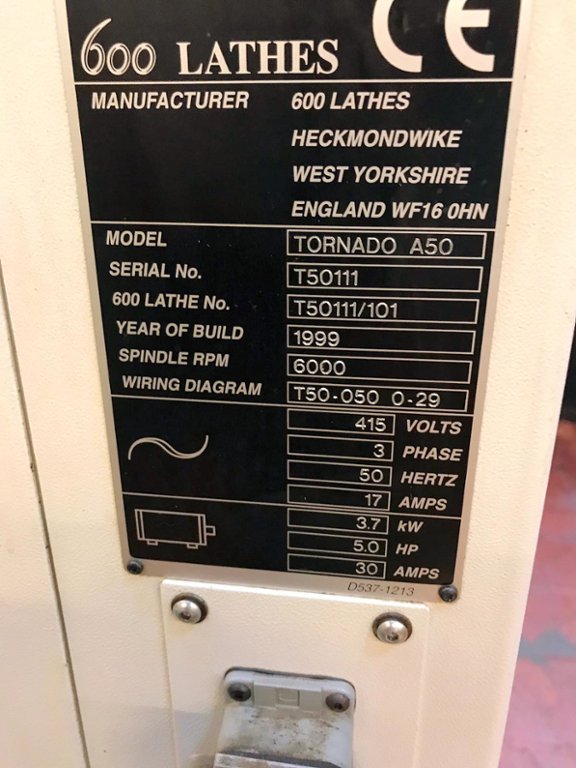 600 LATHES CE
MANUFACTURER 600 LATHES
HECKMONDWIKE
WEST YORKSHIRE
ENGLAND WF16 0HN
MODEL TORNADO A50
SERIAL No. T50111
600 LATHE No. T50111/101
YEAR OF BUILD 1999
SPINDLE RPM 6000
WIRING DIAGRAM T50-050 0-29
415 VOLTS
3 PHASE
50 HERTZ
17 AMPS
3.7 kW
5.0 HP
30 AMPS
D537-1213